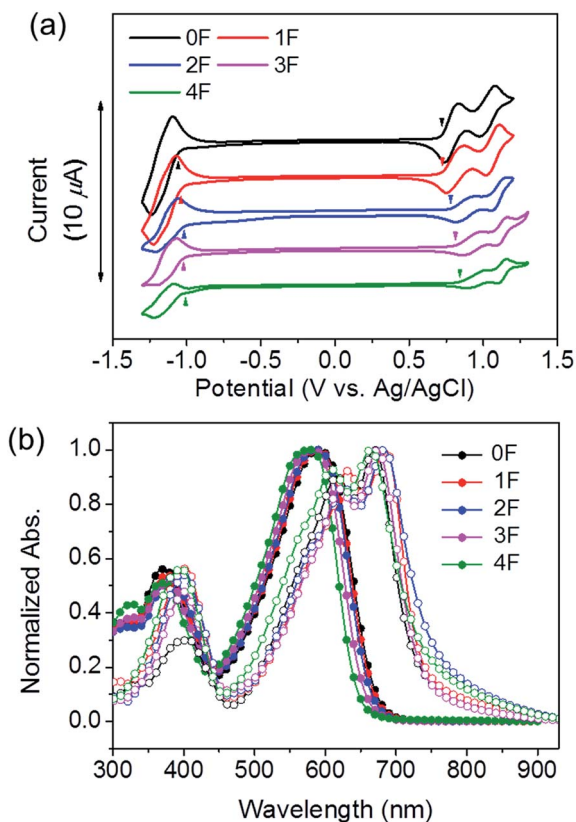 (a)
0F 1F
2F 3F
4F
Current
(10 µA)
-1.5 -1.0 -0.5 0.0 0.5 1.0 1.5
Potential (V vs. Ag/AgCl)
(b)
1.0
0.8
0.6
0.4
0.2
0.0
Normalized Abs.
0F
1F
2F
3F
4F
300 400 500 600 700 800 900
Wavelength (nm)